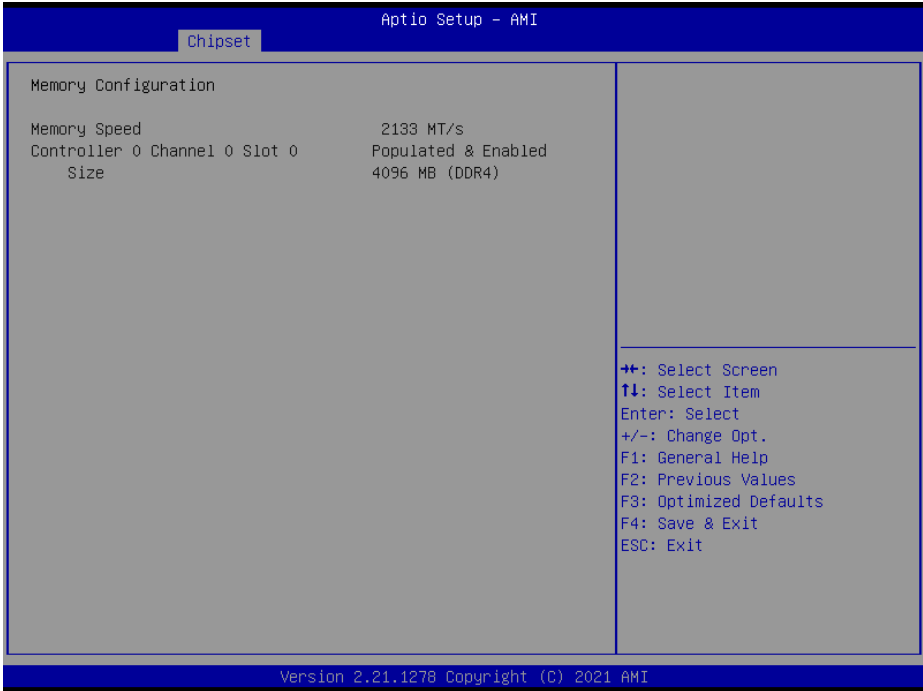 Aptio Setup – AMI
Chipset
Memory Configuration
Memory Speed 2133 MT/s
Controller 0 Channel 0 Slot 0 Populated & Enabled
Size 4096 MB (DDR4)
→←: Select Screen
↑↓: Select Item
Enter: Select
+/-: Change Opt.
F1: General Help
F2: Previous Values
F3: Optimized Defaults
F4: Save & Exit
ESC: Exit
Version 2.21.1278 Copyright (C) 2021 AMI